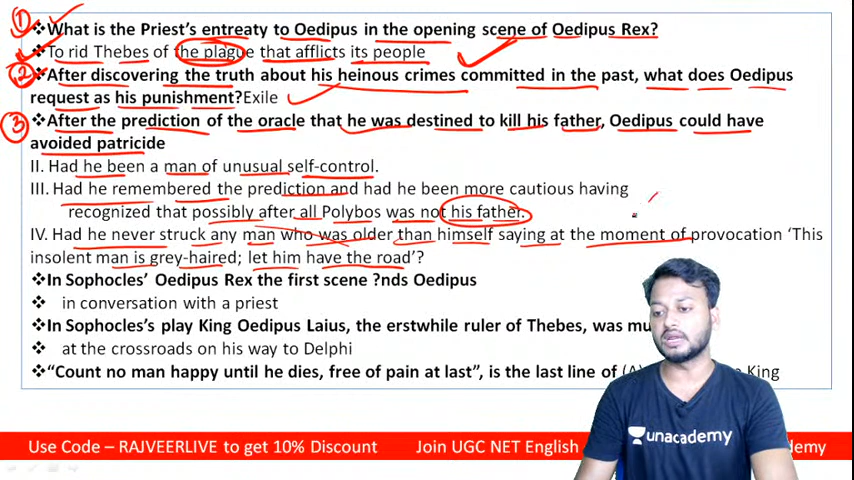 ① ❖ What is the Priest's entreaty to Oedipus in the opening scene of Oedipus Rex?
❖ To rid Thebes of the plague that afflicts its people
② ❖ After discovering the truth about his heinous crimes committed in the past, what does Oedipus
request as his punishment?Exile
③ ❖ After the prediction of the oracle that he was destined to kill his father, Oedipus could have
avoided patricide
II. Had he been a man of unusual self-control.
III. Had he remembered the prediction and had he been more cautious having
recognized that possibly after all Polybos was not his father.
IV. Had he never struck any man who was older than himself saying at the moment of provocation 'This
insolent man is grey-haired; let him have the road'?
❖ In Sophocles' Oedipus Rex the first scene ?nds Oedipus
❖ in conversation with a priest
❖ In Sophocles's play King Oedipus Laius, the erstwhile ruler of Thebes, was
❖ at the crossroads on his way to Delphi
❖ "Count no man happy until he dies, free of pain at last", is the last line of (A) King
unacademy
Use Code – RAJVEERLIVE to get 10% Discount Join UGC NET English